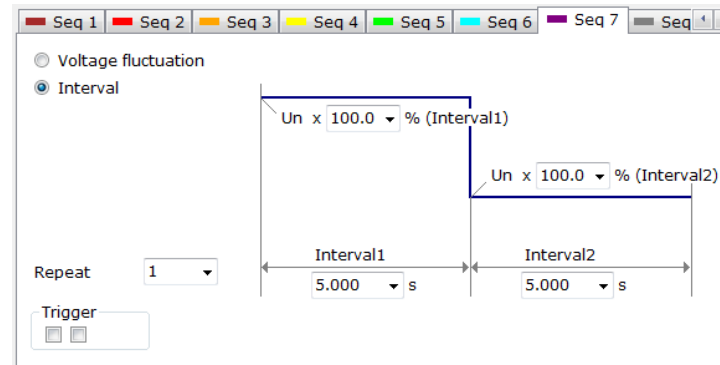 Seq 1 Seq 2 Seq 3 Seq 4 Seq 5 Seq 6 Seq 7 Seq
Voltage fluctuation
Interval
Un x 100.0 % (Interval1)
Un x 100.0 % (Interval2)
Interval1 Interval2
Repeat 1
5.000 s 5.000 s
Trigger